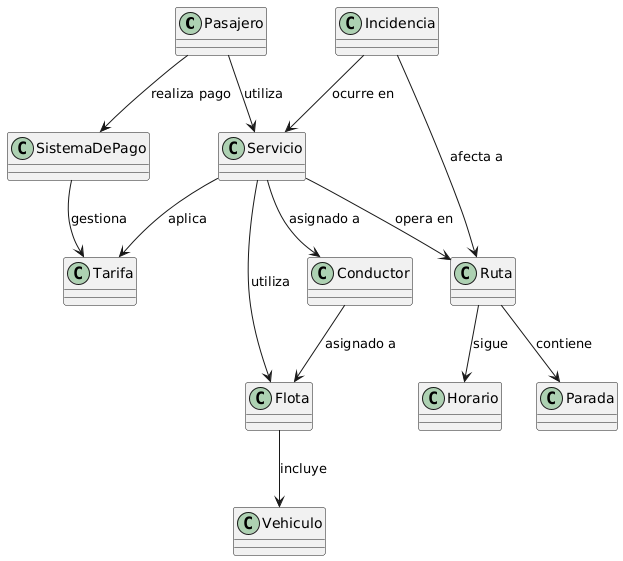 C Pasajero
C Incidencia
realiza pago
utiliza
ocurre en
C SistemaDePago
C Servicio
afecta a
gestiona
aplica
asignado a
opera en
C Tarifa
utiliza
C Conductor
C Ruta
asignado a
sigue
contiene
C Flota
C Horario
C Parada
incluye
C Vehiculo